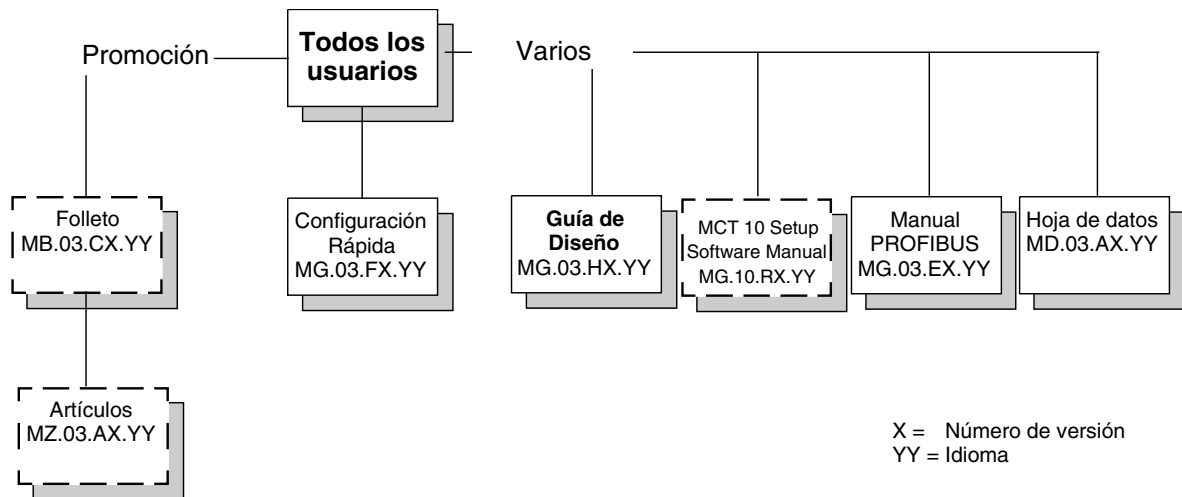 Promoción
Todos los
usuarios
Varios
Folleto
MB.03.CX.YY
Configuración
Rápida
MG.03.FX.YY
Guía de
Diseño
MG.03.HX.YY
MCT 10 Setup
Software Manual
MG.10.RX.YY
Manual
PROFIBUS
MG.03.EX.YY
Hoja de datos
MD.03.AX.YY
Artículos
MZ.03.AX.YY
X = Número de versión
YY = Idioma